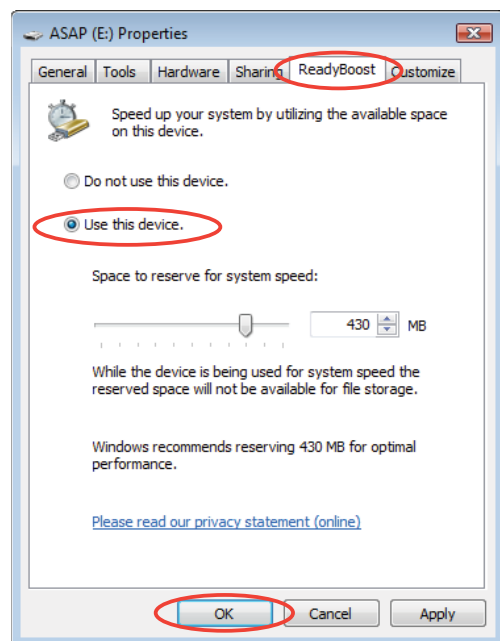 ASAP (E:) Properties
General Tools Hardware Sharing ReadyBoost Customize
Speed up your system by utilizing the available space
on this device.
Do not use this device.
Use this device.
Space to reserve for system speed:
430 MB
While the device is being used for system speed the
reserved space will not be available for file storage.
Windows recommends reserving 430 MB for optimal
performance.
Please read our privacy statement (online)
OK Cancel Apply